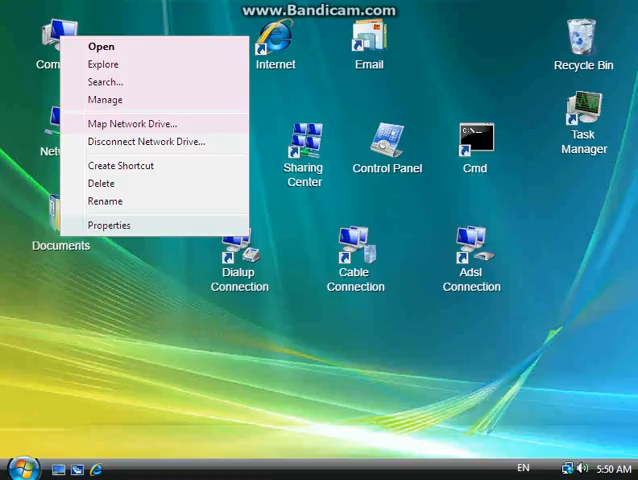 www.Bandicam.com
Com
Internet
Email
Recycle Bin
Open
Explore
Search...
Manage
Map Network Drive...
Disconnect Network Drive...
Create Shortcut
Delete
Rename
Properties
Net
Sharing
Center
Control Panel
C:\_
Cmd
Task
Manager
Documents
Dialup
Connection
Cable
Connection
Adsl
Connection
EN
5:50 AM